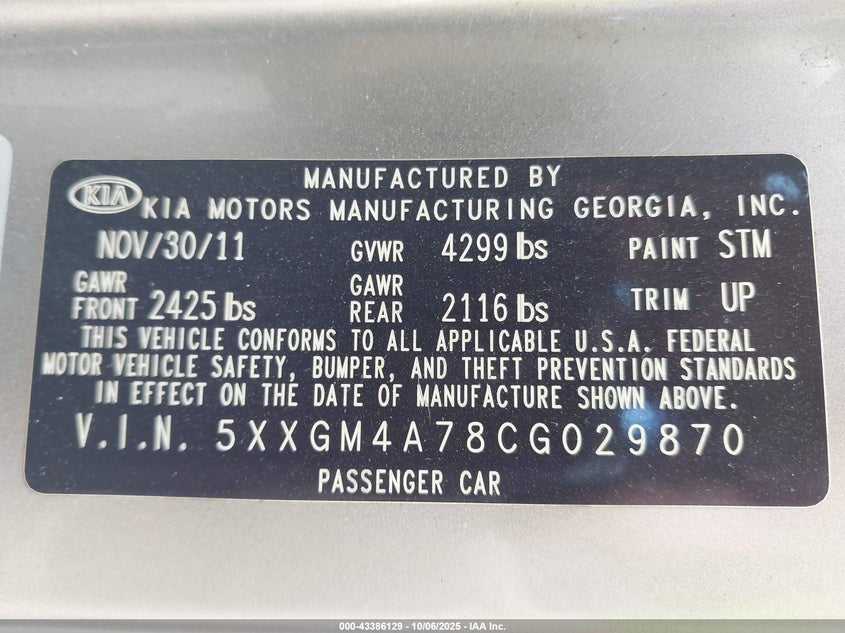 MANUFACTURED BY
KIA KIA MOTORS MANUFACTURING GEORGIA, INC.
NOV/30/11 GVWR 4299 lbs PAINT STM
GAWR FRONT 2425 lbs GAWR REAR 2116 lbs TRIM UP
THIS VEHICLE CONFORMS TO ALL APPLICABLE U.S.A. FEDERAL
MOTOR VEHICLE SAFETY, BUMPER, AND THEFT PREVENTION STANDARDS
IN EFFECT ON THE DATE OF MANUFACTURE SHOWN ABOVE.
V.I.N. 5XXGM4A78CG029870
PASSENGER CAR
000-43386129 - 10/06/2025 - IAA Inc.